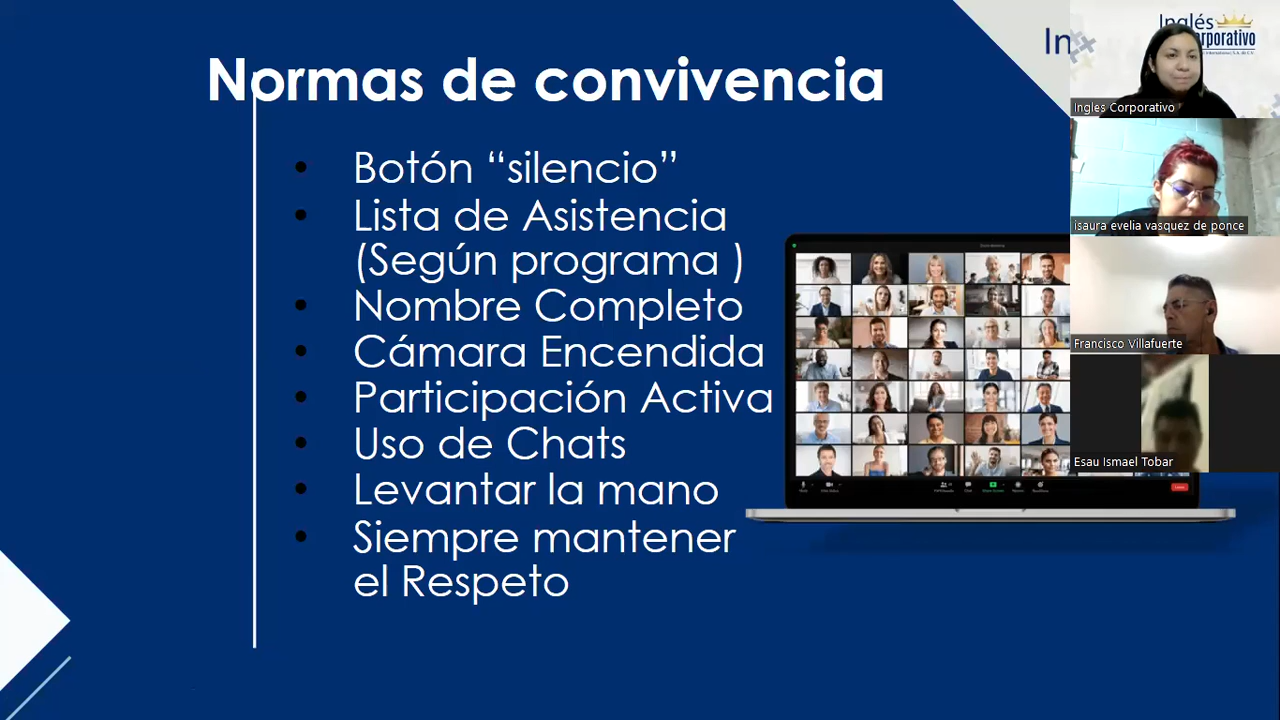 Normas de convivencia
• Botón “silencio”
• Lista de Asistencia
(Según programa )
• Nombre Completo
• Cámara Encendida
• Participación Activa
• Uso de Chats
• Levantar la mano
• Siempre mantener
el Respeto
In
Inglés
Corporativo
Ingles Corporativo
isaura evelia vasquez de ponce
Francisco Villafuerte
Esau Ismael Tobar